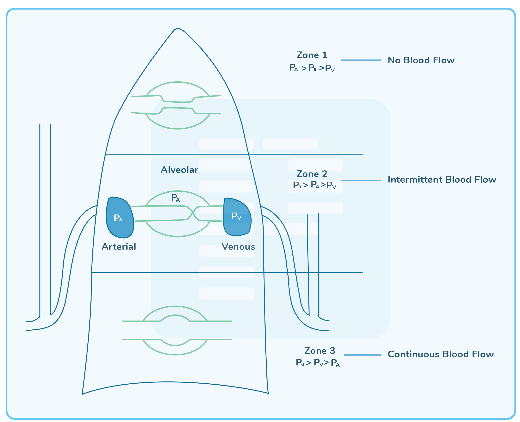 Zone 1
P_A > P_a >P_V
No Blood Flow
Alveolar
Zone 2
P_a > P_A >P_V
Intermittent Blood Flow
P_A
P_A
P_V
Arterial
Venous
Zone 3
P_a > P_V > P_A
Continuous Blood Flow